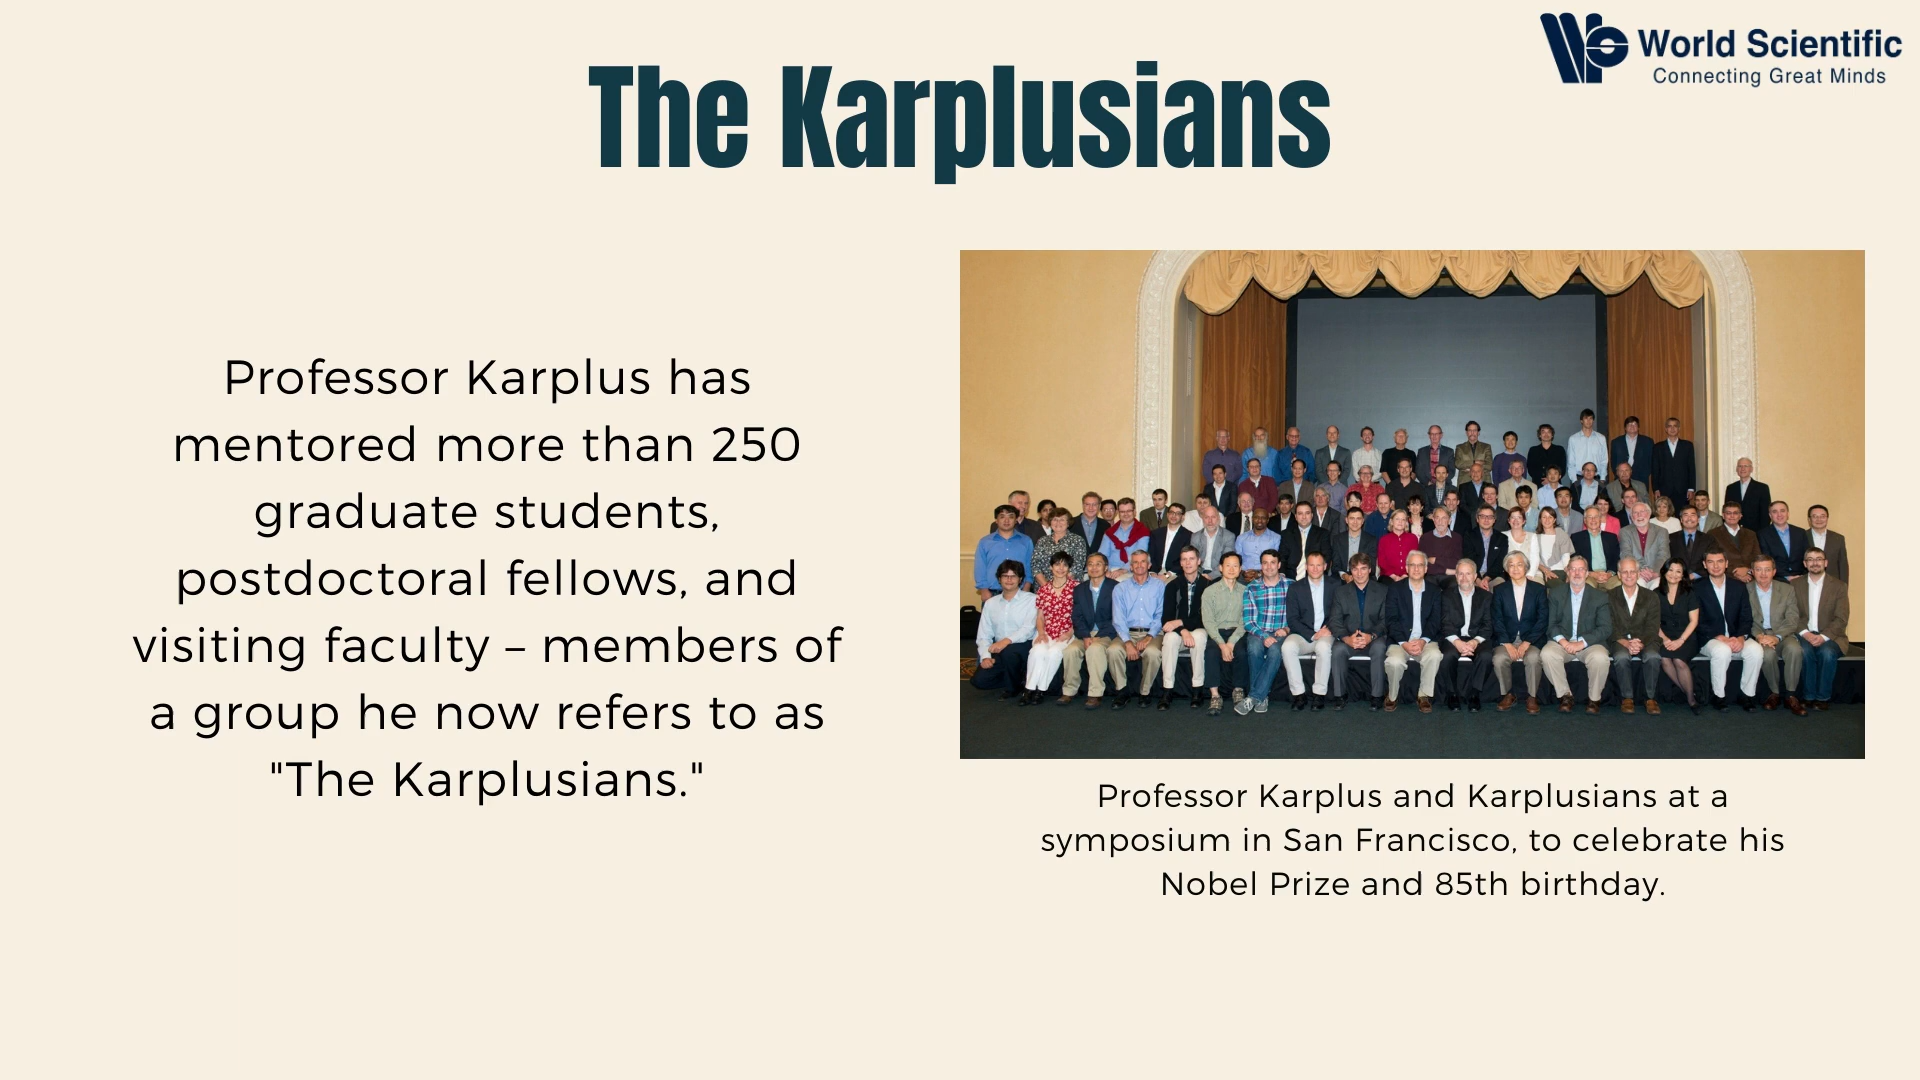 World Scientific
Connecting Great Minds
The Karplusians
Professor Karplus has
mentored more than 250
graduate students,
postdoctoral fellows, and
visiting faculty – members of
a group he now refers to as
"The Karplusians."
Professor Karplus and Karplusians at a
symposium in San Francisco, to celebrate his
Nobel Prize and 85th birthday.